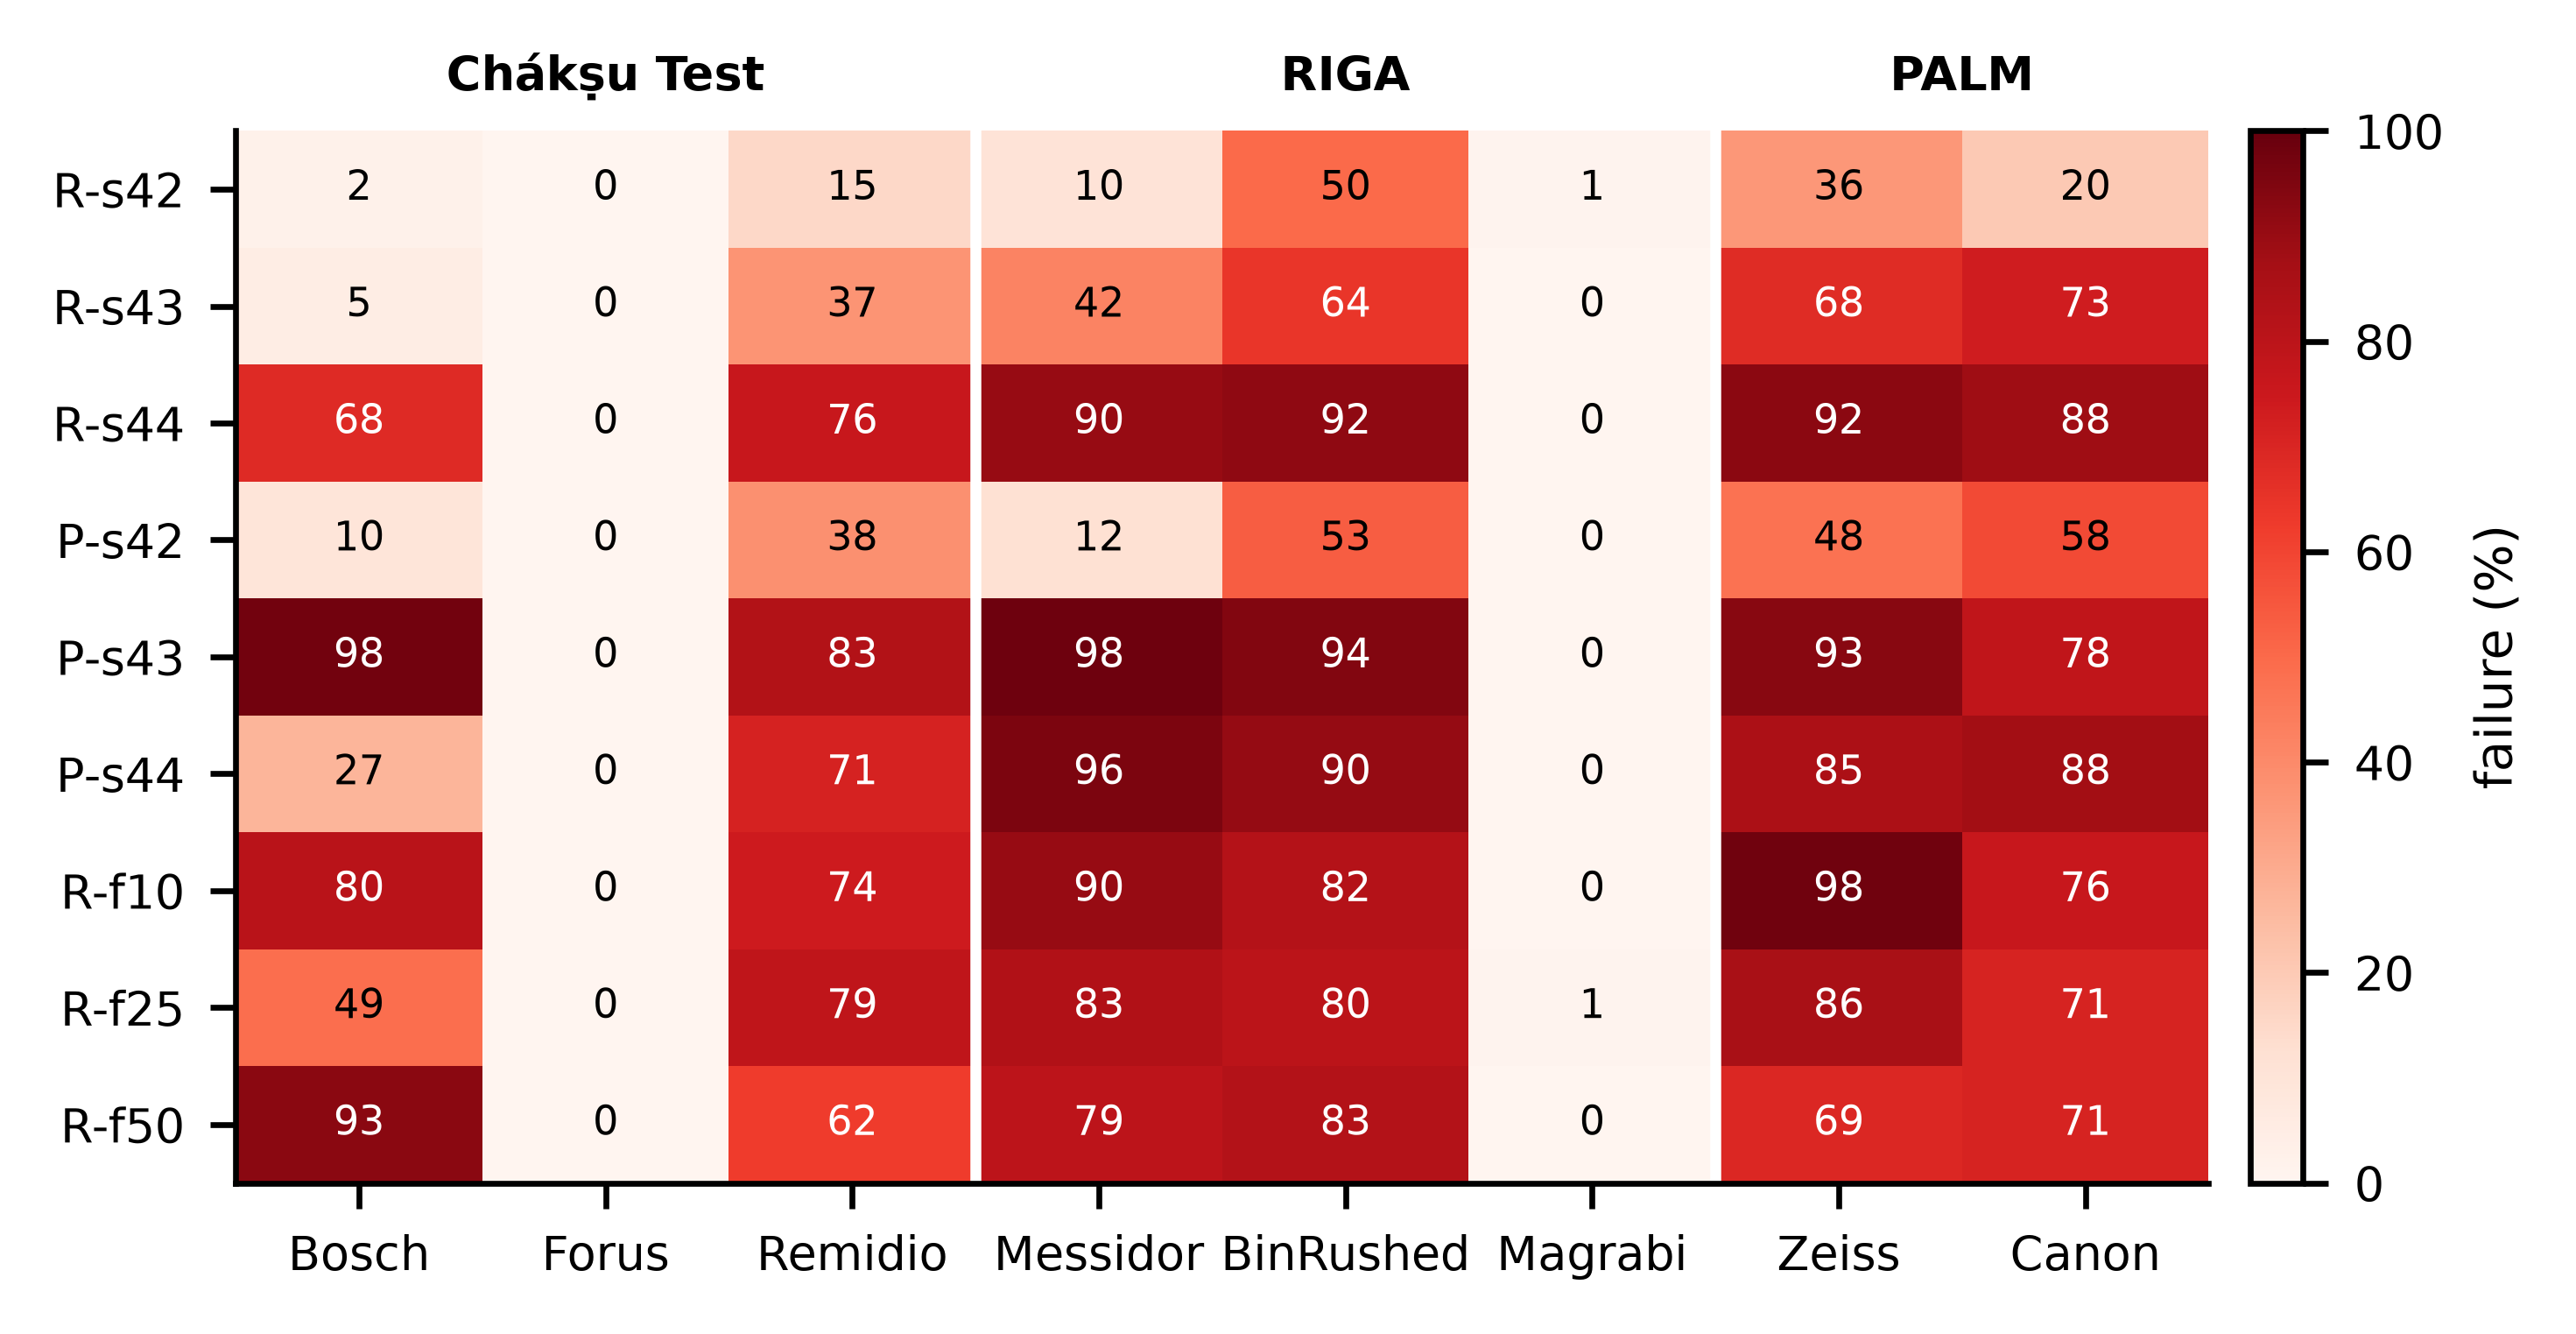 Chákṣu Test RIGA PALM
R-s42 2 0 15 10 50 1 36 20
R-s43 5 0 37 42 64 0 68 73
R-s44 68 0 76 90 92 0 92 88
P-s42 10 0 38 12 53 0 48 58
P-s43 98 0 83 98 94 0 93 78
P-s44 27 0 71 96 90 0 85 88
R-f10 80 0 74 90 82 0 98 76
R-f25 49 0 79 83 80 1 86 71
R-f50 93 0 62 79 83 0 69 71
Bosch Forus Remidio Messidor BinRushed Magrabi Zeiss Canon
100
80
60
40
20
0
failure (%)